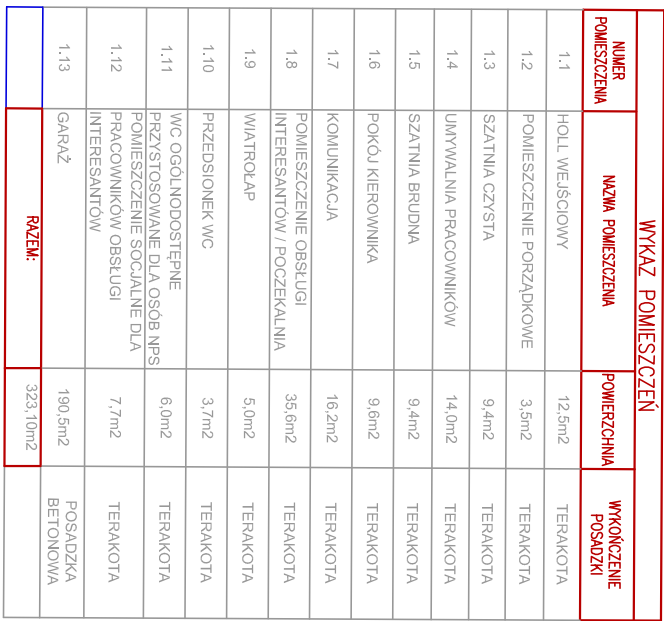 WYKAZ POMIESZCZEŃ
NUMER
POMIESZCZENIA
NAZWA POMIESZCZENIA
POWIERZCHNIA
WYKOŃCZENIE
POSADZKI
1.1
HOLL WEJŚCIOWY
12,5m2
TERAKOTA
1.2
POMIESZCZENIE PORZĄDKOWE
3,5m2
TERAKOTA
1.3
SZATNIA CZYSTA
9,4m2
TERAKOTA
1.4
UMYWALNIA PRACOWNIKÓW
14,0m2
TERAKOTA
1.5
SZATNIA BRUDNA
9,4m2
TERAKOTA
1.6
POKÓJ KIEROWNIKA
9,6m2
TERAKOTA
1.7
KOMUNIKACJA
16,2m2
TERAKOTA
1.8
POMIESZCZENIE OBSŁUGI
INTERESANTÓW / POCZEKALNIA
35,6m2
TERAKOTA
1.9
WIATROŁAP
5,0m2
TERAKOTA
1.10
PRZEDSIONEK WC
3,7m2
TERAKOTA
1.11
WC OGÓLNODOSTĘPNE
PRZYSTOSOWANE DLA OSÓB NPS
6,0m2
TERAKOTA
1.12
POMIESZCZENIE SOCJALNE DLA
PRACOWNIKÓW OBSŁUGI
INTERESANTÓW
7,7m2
TERAKOTA
1.13
GARAŻ
190,5m2
POSADZKA
BETONOWA
RAZEM:
323,10m2